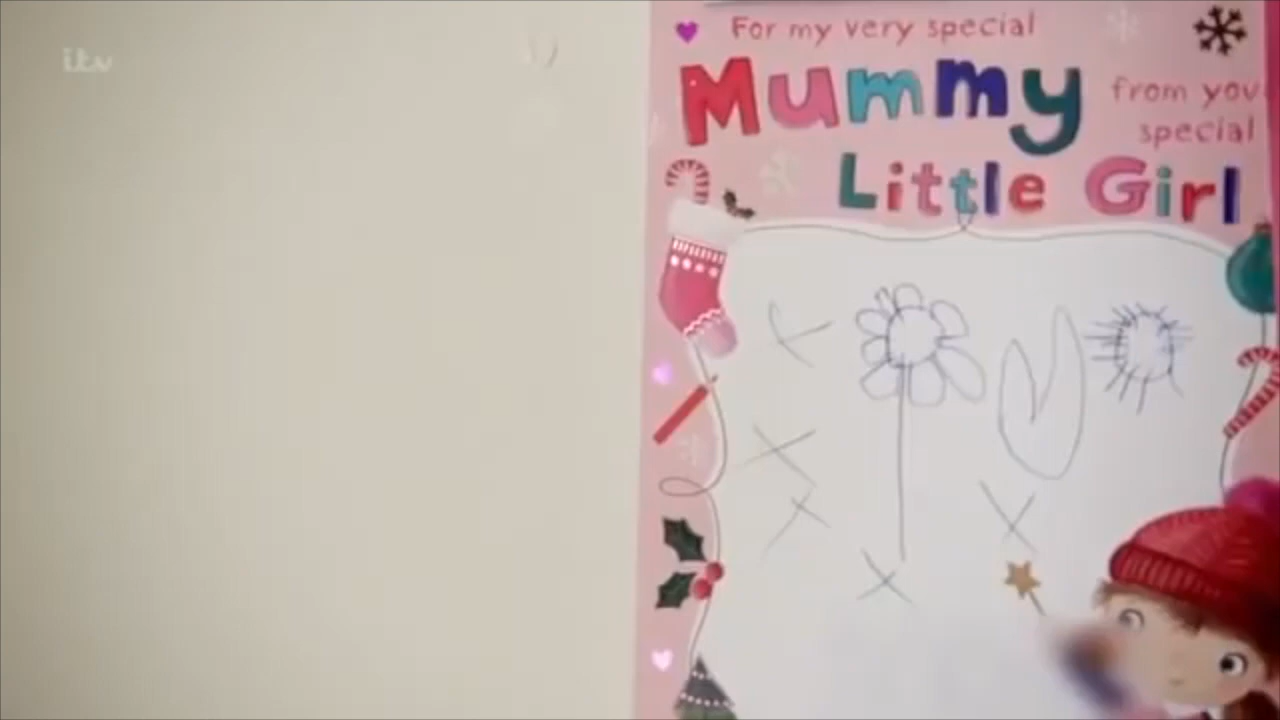 itv
For my very special
Mummy
from you
special
Little Girl